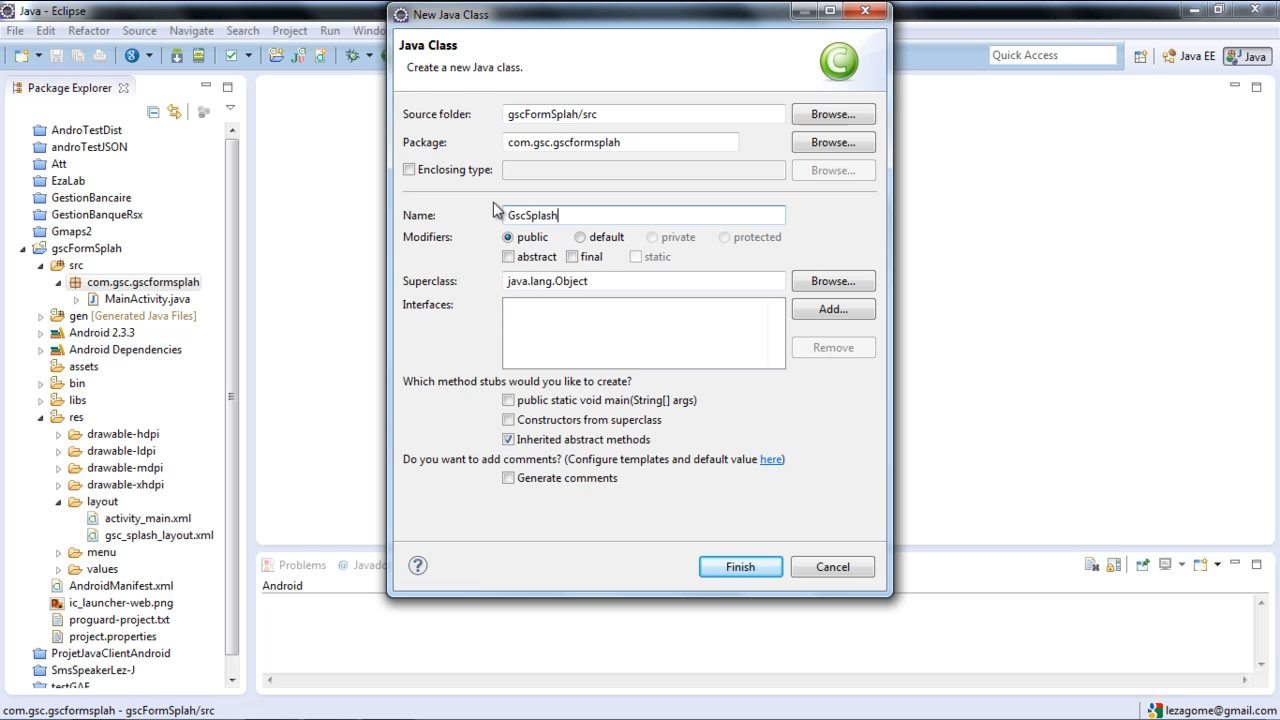 Java - Eclipse
New Java Class
File Edit Refactor Source Navigate Search Project Run Windo
Java Class
Create a new Java class.
Quick Access
Java EE
Java
Package Explorer
Source folder:
gscFormSplah/src
Browse...
Package:
com.gsc.gscformsplah
Browse...
Enclosing type:
Browse...
Name:
GscSplash
Modifiers:
public
default
private
protected
abstract
final
static
Superclass:
java.lang.Object
Browse...
Interfaces:
Add...
Remove
Which method stubs would you like to create?
public static void main(String[] args)
Constructors from superclass
Inherited abstract methods
Do you want to add comments? (Configure templates and default value here)
Generate comments
Finish
Cancel
AndroTestDist
androTestJSON
Att
EzaLab
GestionBancaire
GestionBanqueRsx
Gmaps2
gscFormSplah
src
com.gsc.gscformsplah
MainActivity.java
gen [Generated Java Files]
Android 2.3.3
Android Dependencies
assets
bin
libs
res
drawable-hdpi
drawable-ldpi
drawable-mdpi
drawable-xhdpi
layout
activity_main.xml
gsc_splash_layout.xml
menu
values
AndroidManifest.xml
ic_launcher-web.png
proguard-project.txt
project.properties
ProjetJavaClientAndroid
SmsSpeakerLez-J
testGAE
Problems
@ Javadoc
Android
com.gsc.gscformsplah - gscFormSplah/src
lezagome@gmail.com